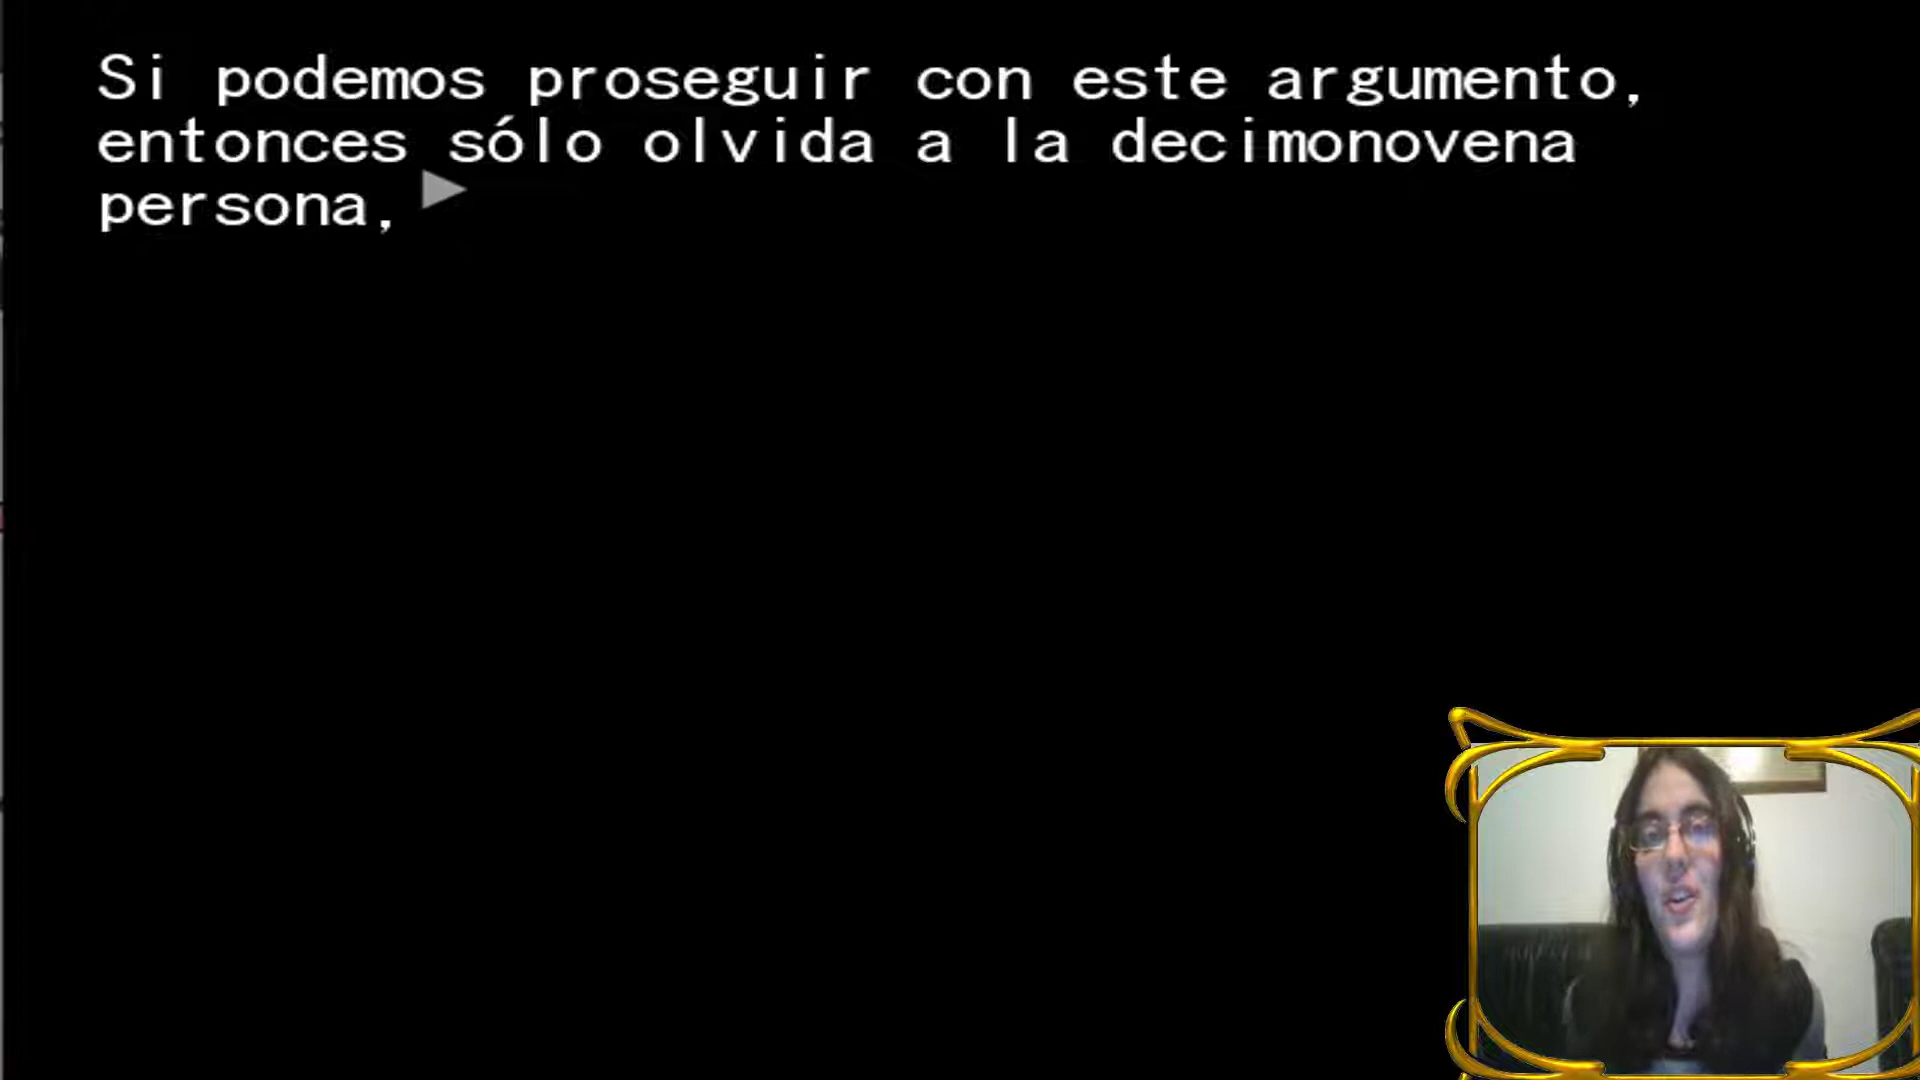 Si podemos proseguir con este argumento,
entonces sólo olvida a la decimonovena
persona,